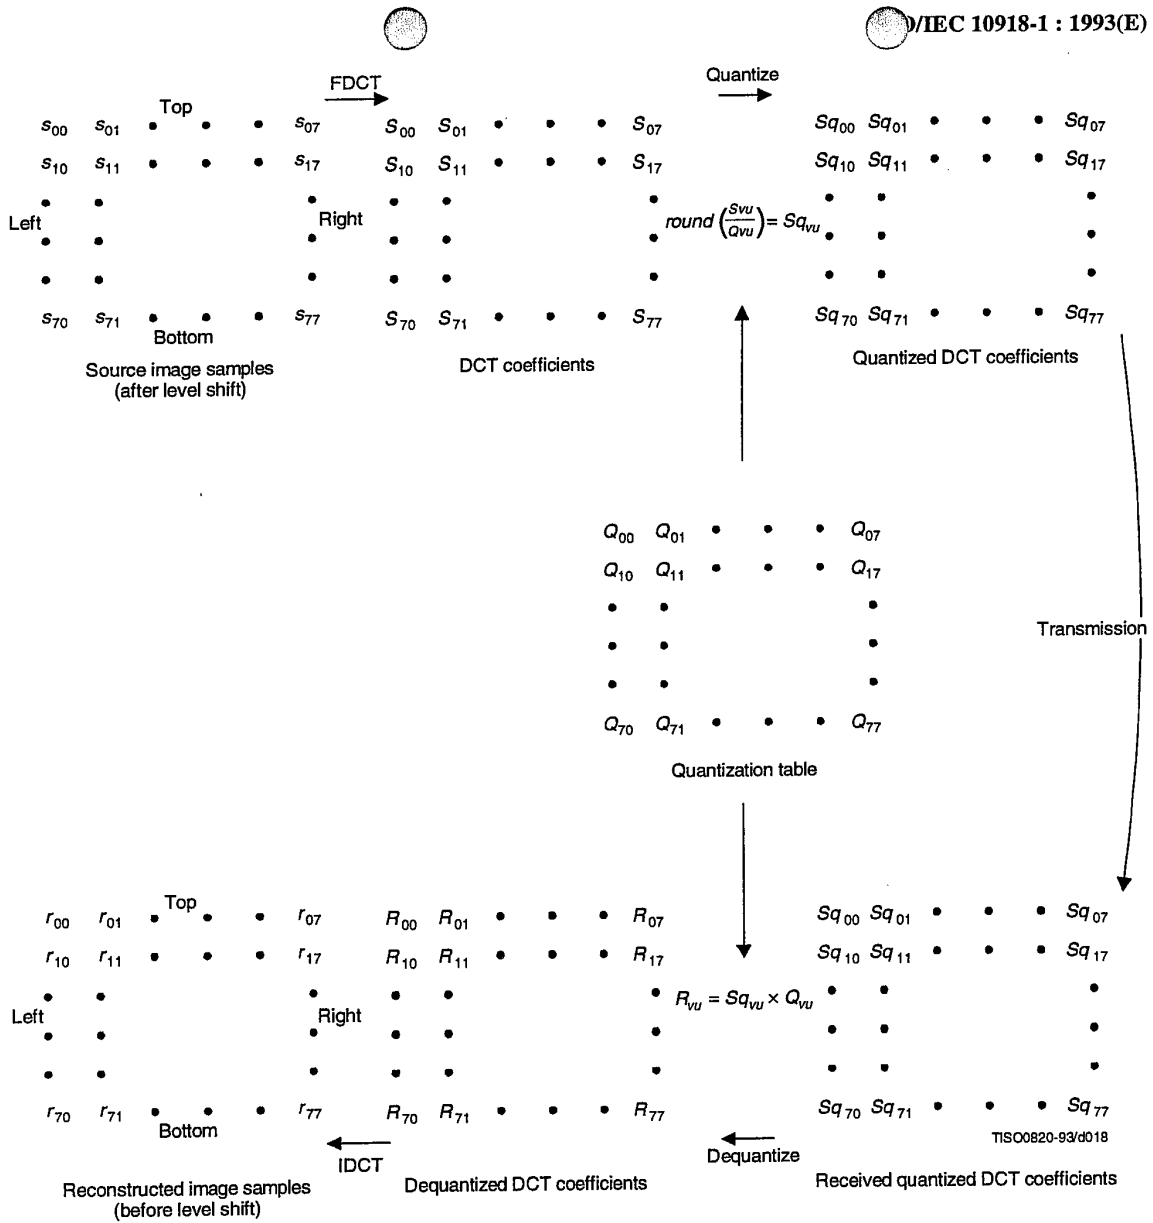 O/IEC 10918-1 : 1993(E)
FDCT
Quantize
Top
s00 s01 • • • s07
S00 S01 • • • S07
Sq00 Sq01 • • • Sq07
s10 s11 • • • s17
S10 S11 • • • S17
Sq10 Sq11 • • • Sq17
Left
Right
round (Svu/Qvu) = Sqvu
s70 s71 • • • s77
S70 S71 • • • S77
Sq70 Sq71 • • • Sq77
Bottom
Source image samples
(after level shift)
DCT coefficients
Quantized DCT coefficients
Q00 Q01 • • • Q07
Q10 Q11 • • • Q17
Transmission
Q70 Q71 • • • Q77
Quantization table
Top
r00 r01 • • • r07
R00 R01 • • • R07
Sq00 Sq01 • • • Sq07
r10 r11 • • • r17
R10 R11 • • • R17
Sq10 Sq11 • • • Sq17
Left
Right
Rvu = Sqvu × Qvu
r70 r71 • • • r77
R70 R71 • • • R77
Sq70 Sq71 • • • Sq77
Bottom
TISO0820-93/d018
IDCT
Dequantize
Reconstructed image samples
(before level shift)
Dequantized DCT coefficients
Received quantized DCT coefficients